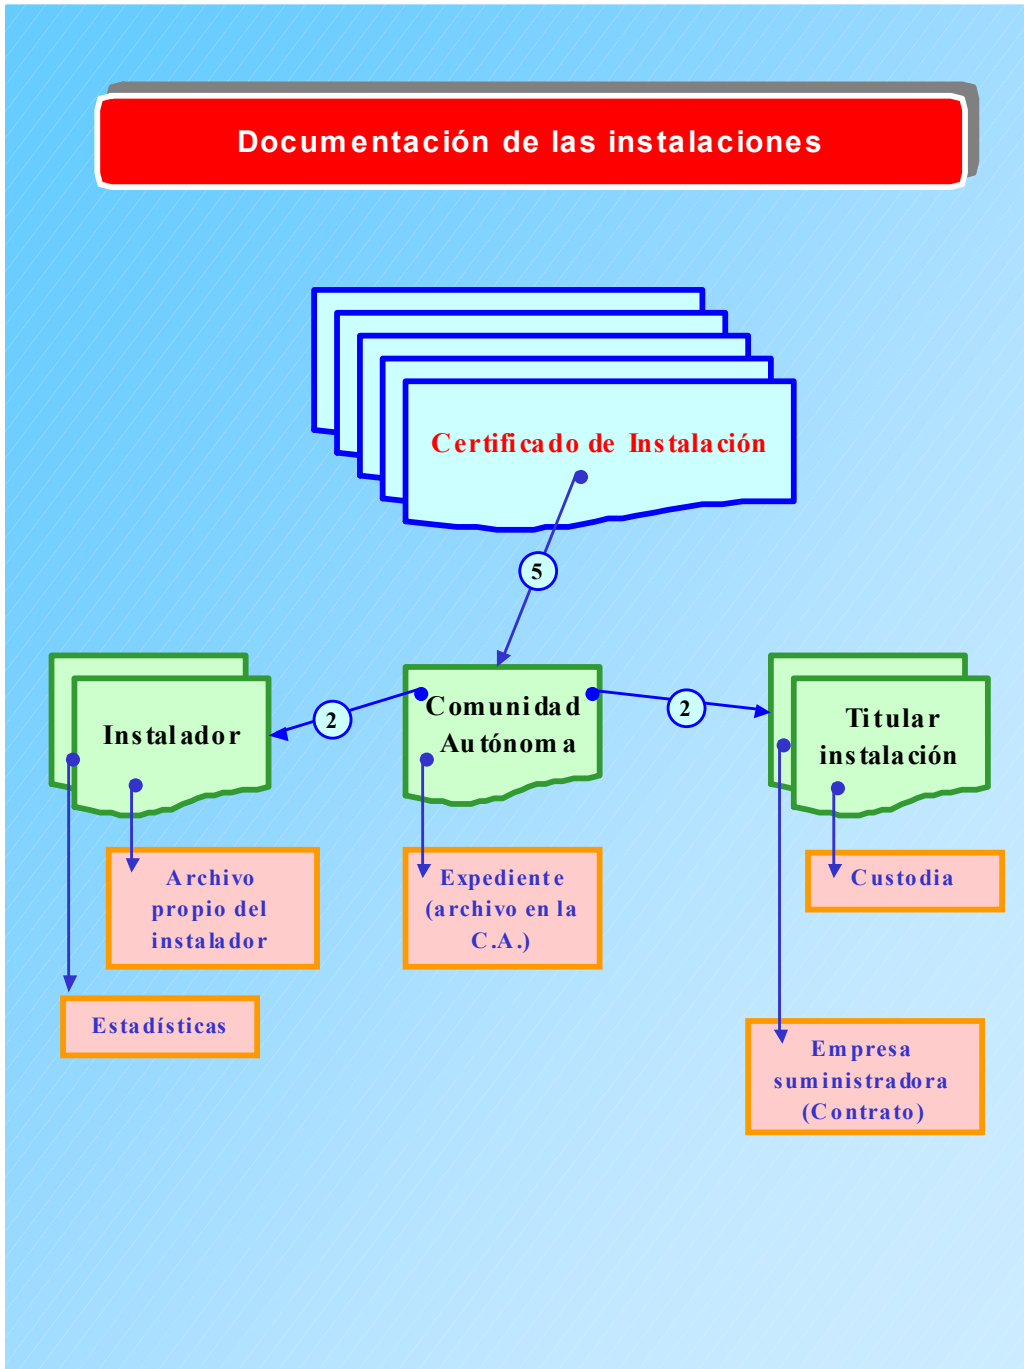 Documentación de las instalaciones
Certificado de Instalación
5
2
2
Instalador
Comunidad
Autónoma
Titular
instalación
Archivo
propio del
instalador
Expediente
(archivo en la
C.A.)
Custodia
Estadísticas
Empresa
suministradora
(Contrato)